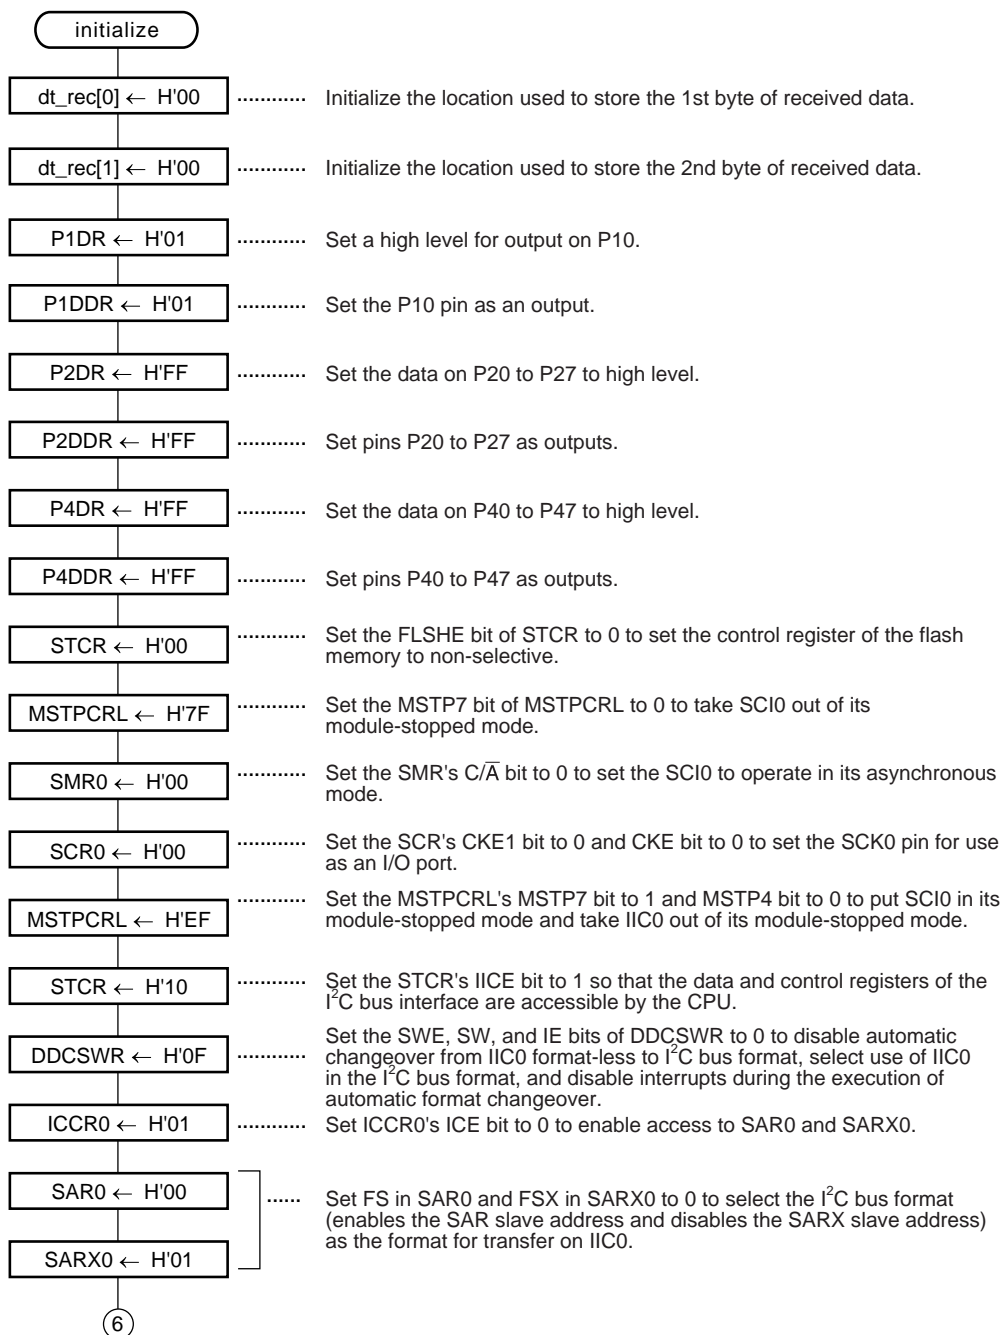 initialize
dt_rec[0] ← H'00 ............ Initialize the location used to store the 1st byte of received data.
dt_rec[1] ← H'00 ............ Initialize the location used to store the 2nd byte of received data.
P1DR ← H'01 ............ Set a high level for output on P10.
P1DDR ← H'01 ............ Set the P10 pin as an output.
P2DR ← H'FF ............ Set the data on P20 to P27 to high level.
P2DDR ← H'FF ............ Set pins P20 to P27 as outputs.
P4DR ← H'FF ............ Set the data on P40 to P47 to high level.
P4DDR ← H'FF ............ Set pins P40 to P47 as outputs.
STCR ← H'00 ............ Set the FLSHE bit of STCR to 0 to set the control register of the flash
memory to non-selective.
MSTPCRL ← H'7F ............ Set the MSTP7 bit of MSTPCRL to 0 to take SCI0 out of its
module-stopped mode.
SMR0 ← H'00 ............ Set the SMR's C/A̅ bit to 0 to set the SCI0 to operate in its asynchronous
mode.
SCR0 ← H'00 ............ Set the SCR's CKE1 bit to 0 and CKE bit to 0 to set the SCK0 pin for use
as an I/O port.
MSTPCRL ← H'EF ............ Set the MSTPCRL's MSTP7 bit to 1 and MSTP4 bit to 0 to put SCI0 in its
module-stopped mode and take IIC0 out of its module-stopped mode.
STCR ← H'10 ............ Set the STCR's IICE bit to 1 so that the data and control registers of the
I²C bus interface are accessible by the CPU.
DDCSWR ← H'0F ............ Set the SWE, SW, and IE bits of DDCSWR to 0 to disable automatic
changeover from IIC0 format-less to I²C bus format, select use of IIC0
in the I²C bus format, and disable interrupts during the execution of
automatic format changeover.
ICCR0 ← H'01 ............ Set ICCR0's ICE bit to 0 to enable access to SAR0 and SARX0.
SAR0 ← H'00 ...... Set FS in SAR0 and FSX in SARX0 to 0 to select the I²C bus format
(enables the SAR slave address and disables the SARX slave address)
as the format for transfer on IIC0.
SARX0 ← H'01
6